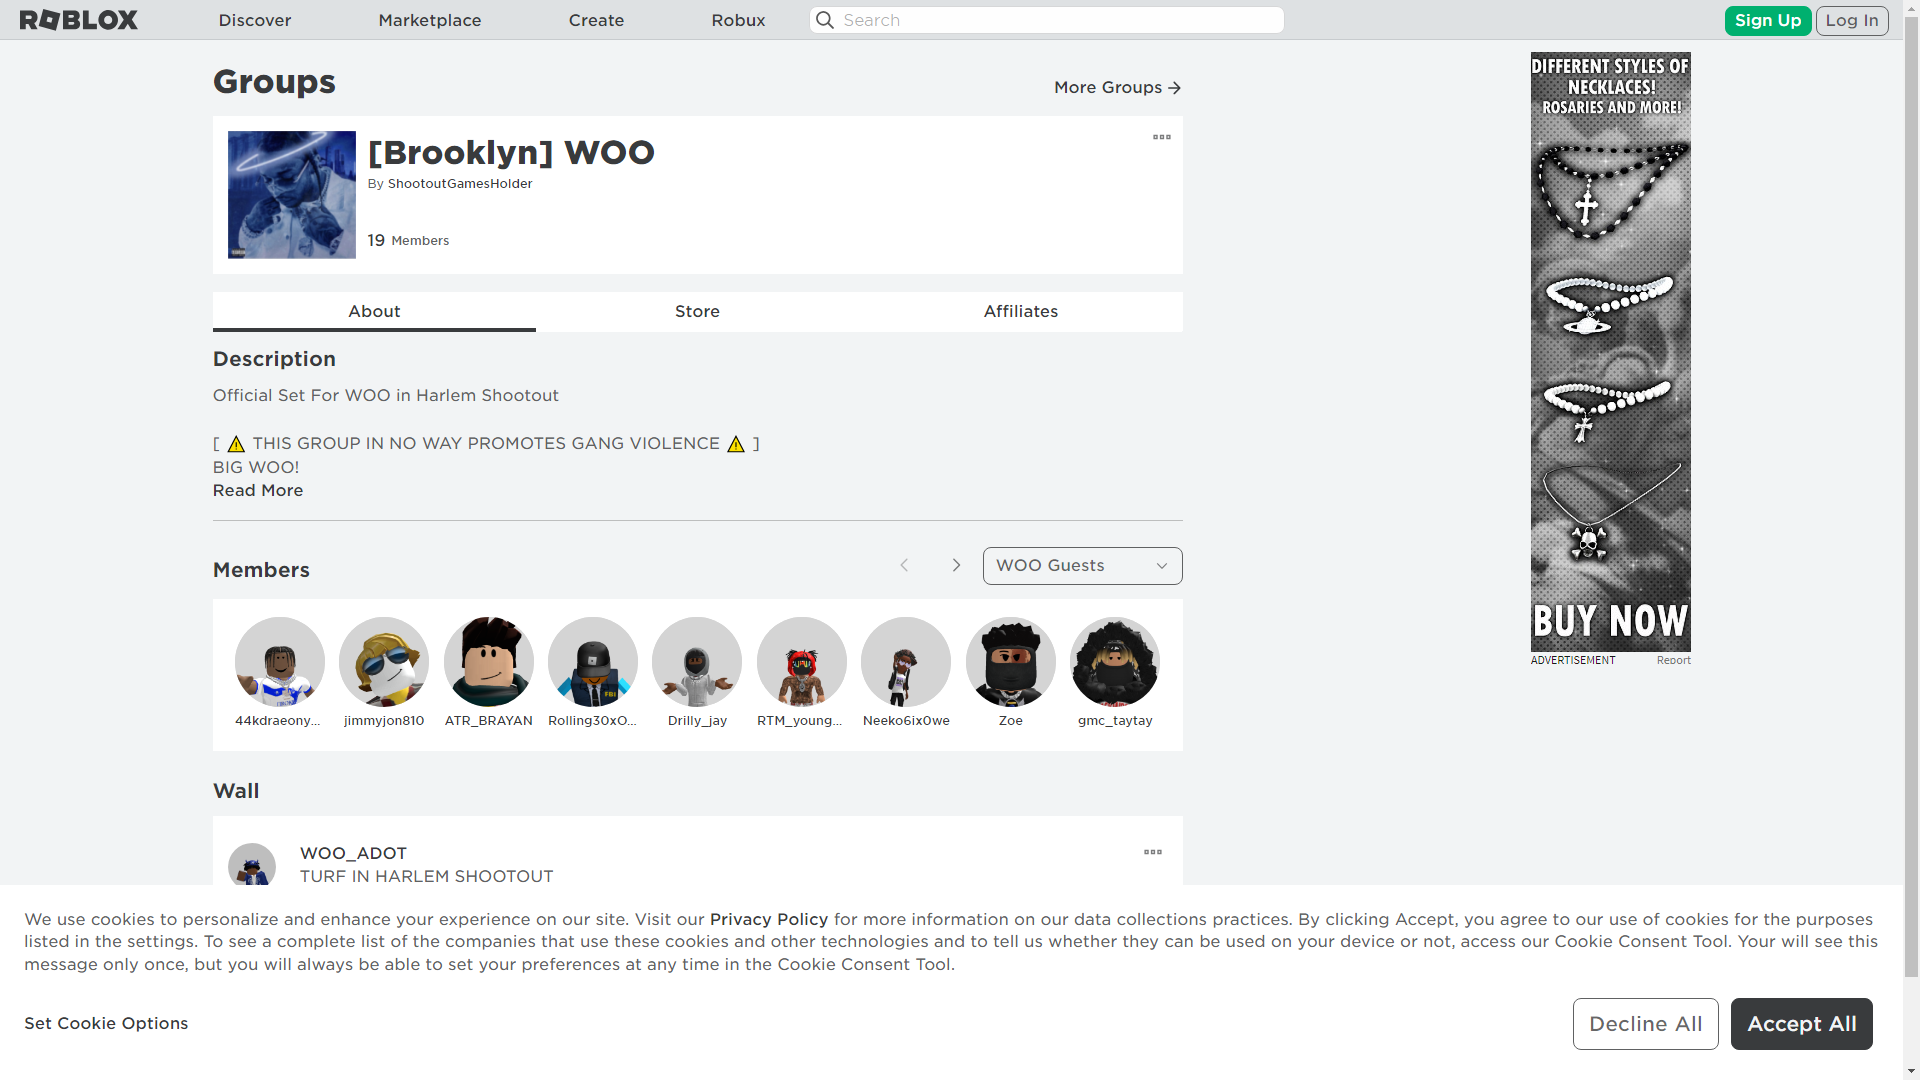 ROBLOX
Discover
Marketplace
Create
Robux
Search
Sign Up
Log In
Groups
More Groups
[Brooklyn] WOO
By ShootoutGamesHolder
19 Members
About
Store
Affiliates
Description
Official Set For WOO in Harlem Shootout
[ ⚠️ THIS GROUP IN NO WAY PROMOTES GANG VIOLENCE ⚠️ ]
BIG WOO!
Read More
Members
WOO Guests
44kdraeony...
jimmyjon810
ATR_BRAYAN
Rolling30xO...
Drilly_jay
RTM_young...
Neeko6ix0we
Zoe
gmc_taytay
Wall
WOO_ADOT
TURF IN HARLEM SHOOTOUT
DIFFERENT STYLES OF
NECKLACES!
ROSARIES AND MORE!
BUY NOW
ADVERTISEMENT
Report
We use cookies to personalize and enhance your experience on our site. Visit our Privacy Policy for more information on our data collections practices. By clicking Accept, you agree to our use of cookies for the purposes
listed in the settings. To see a complete list of the companies that use these cookies and other technologies and to tell us whether they can be used on your device or not, access our Cookie Consent Tool. Your will see this
message only once, but you will always be able to set your preferences at any time in the Cookie Consent Tool.
Set Cookie Options
Decline All
Accept All